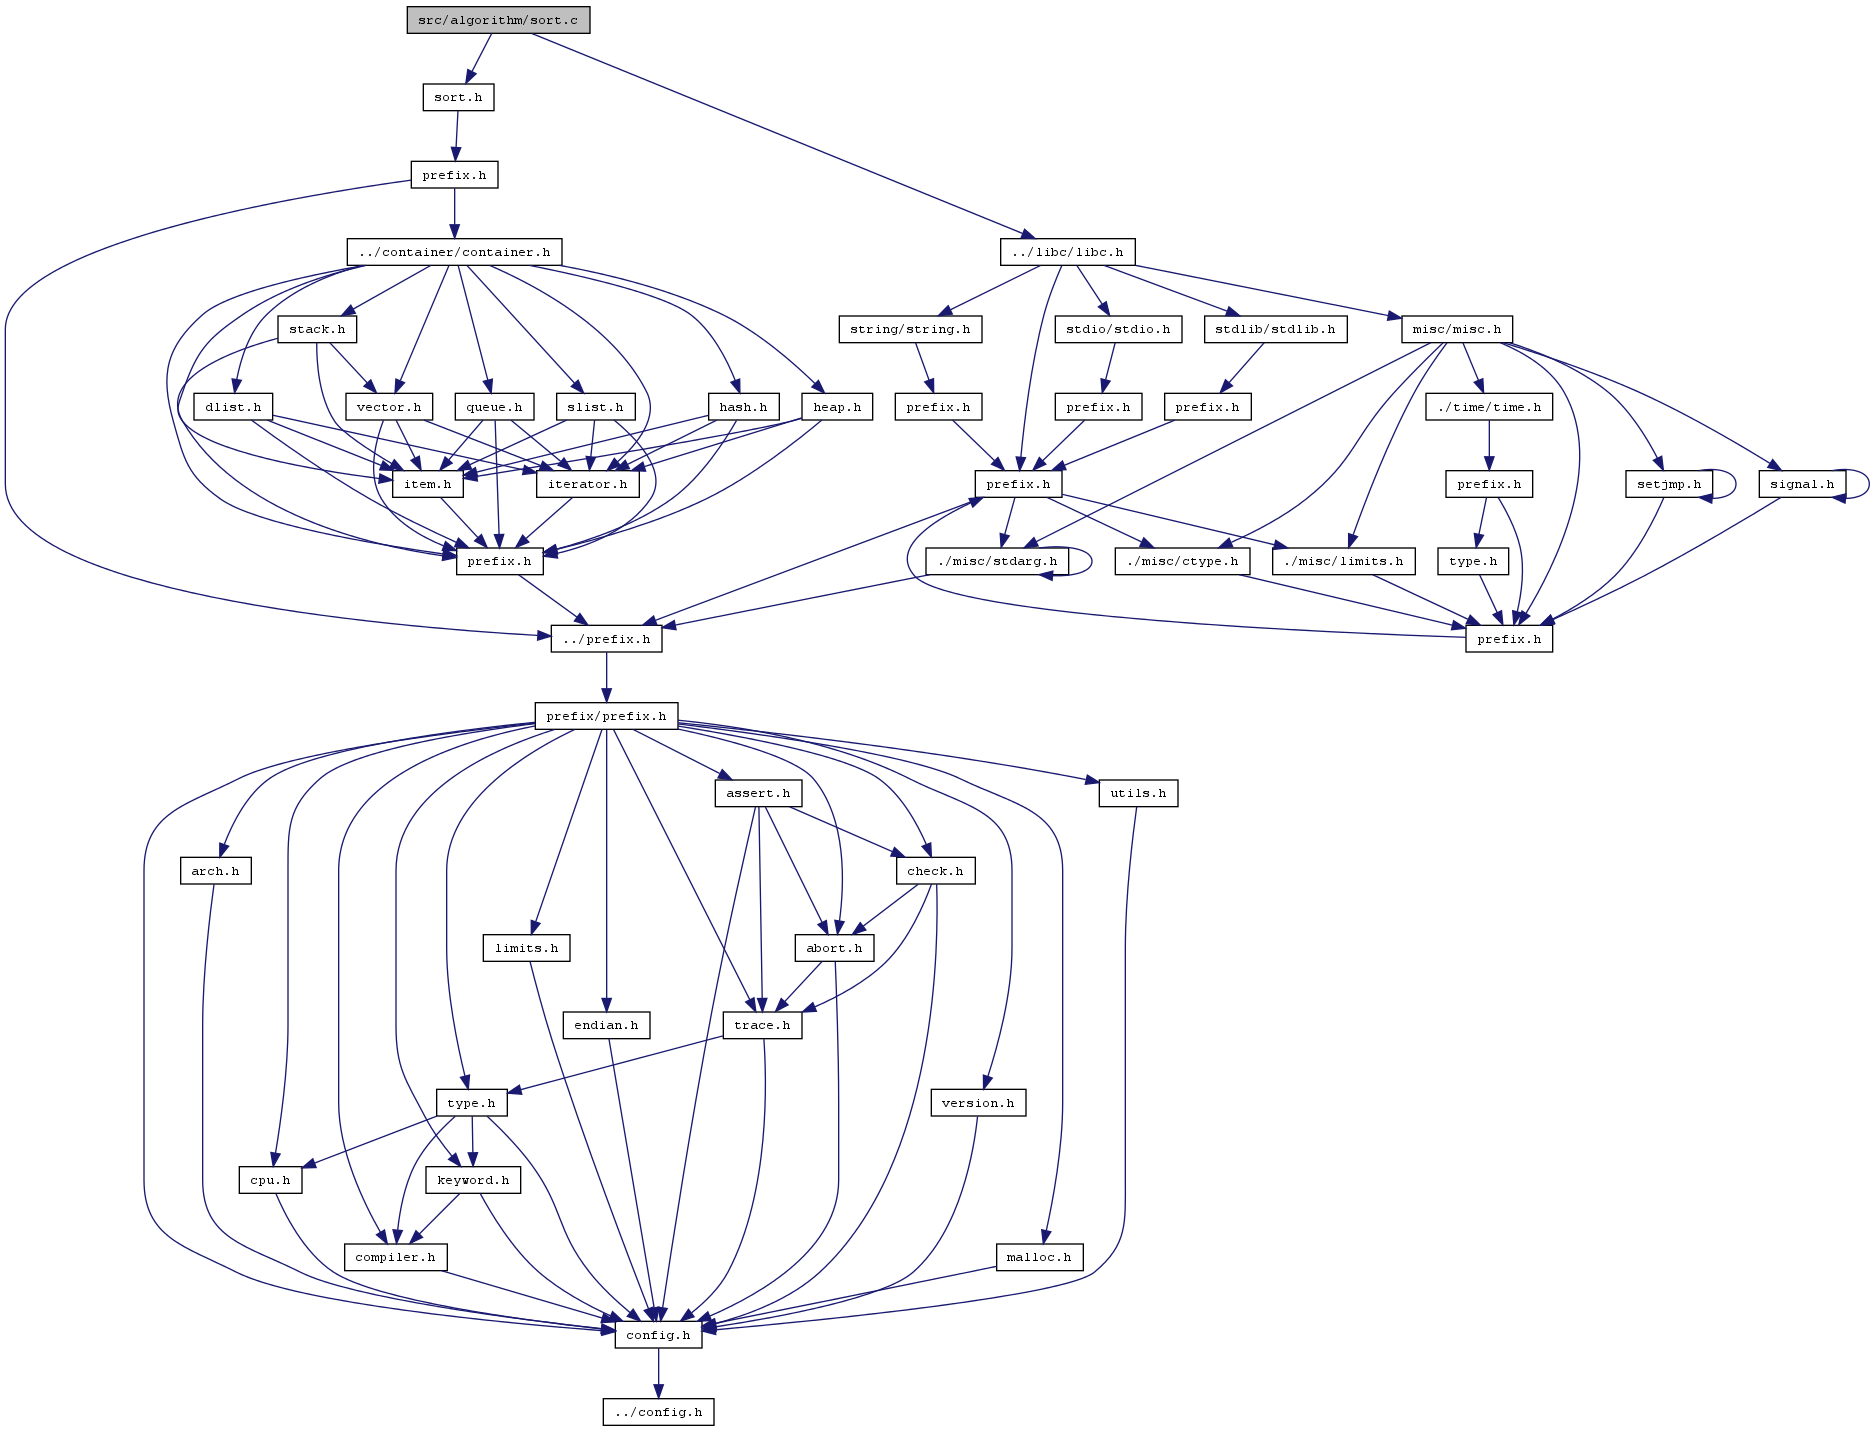 src/algorithm/sort.c
sort.h
prefix.h
../container/container.h
../libc/libc.h
stack.h
string/string.h
stdio/stdio.h
stdlib/stdlib.h
misc/misc.h
dlist.h
vector.h
queue.h
slist.h
hash.h
heap.h
prefix.h
prefix.h
prefix.h
./time/time.h
item.h
iterator.h
prefix.h
prefix.h
setjmp.h
signal.h
prefix.h
./misc/stdarg.h
./misc/ctype.h
./misc/limits.h
type.h
../prefix.h
prefix.h
prefix/prefix.h
assert.h
utils.h
arch.h
check.h
limits.h
abort.h
endian.h
trace.h
type.h
version.h
cpu.h
keyword.h
compiler.h
malloc.h
config.h
../config.h